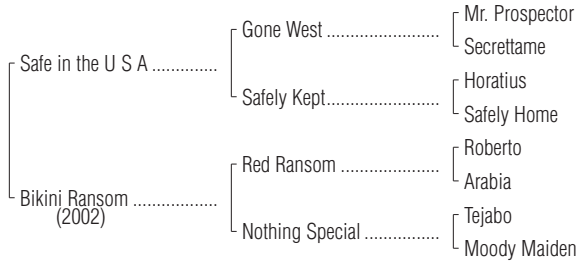 Mr. Prospector
Gone West
Secrettame
Safe in the U S A
Horatius
Safely Kept
Safely Home
Roberto
Red Ransom
Arabia
Bikini Ransom
(2002)
Tejabo
Nothing Special
Moody Maiden